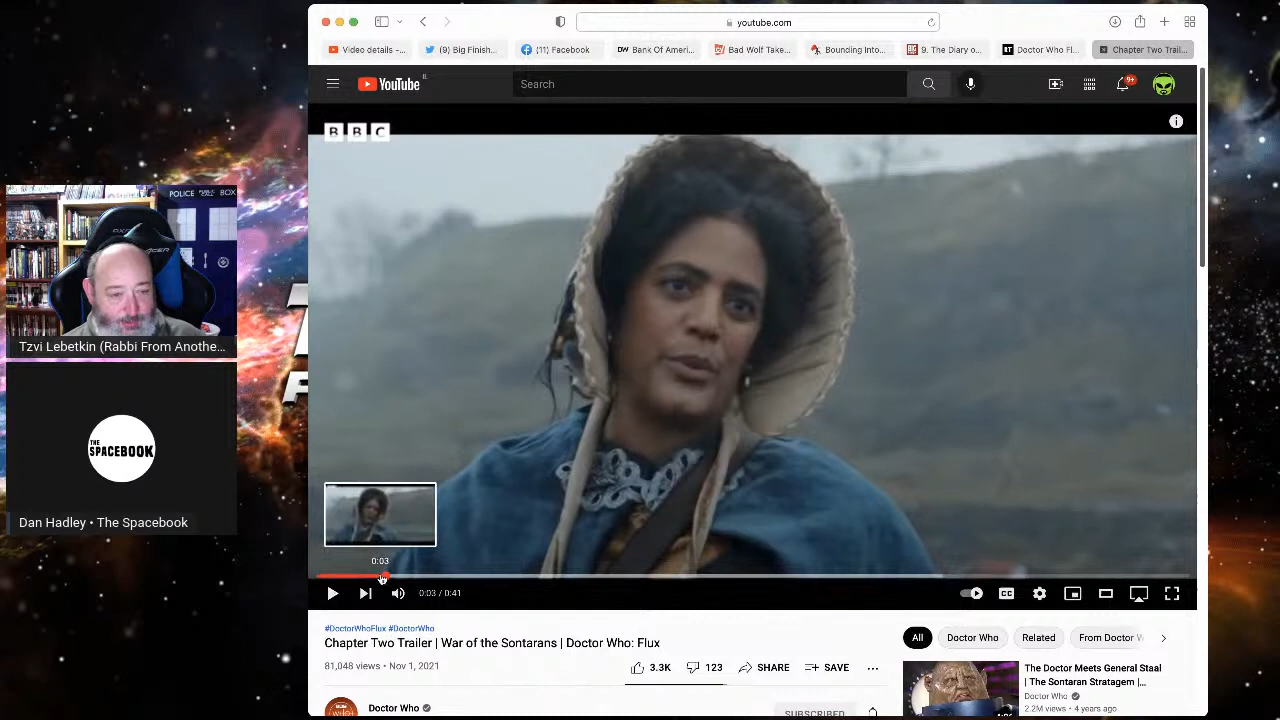 youtube.com
Video details -...
(9) Big Finish...
(11) Facebook
DW
Bank Of Ameri...
Bad Wolf Take...
Bounding Into...
9. The Diary o...
RT
Doctor Who Fl...
Chapter Two Trail...
YouTube
IL
Search
9+
BBC
POLICE
BOX
Tzvi Lebetkin (Rabbi From Anothe...
THE
SPACEBOOK
Dan Hadley • The Spacebook
0:03
0:03 / 0:41
CC
#DoctorWhoFlux #DoctorWho
Chapter Two Trailer | War of the Sontarans | Doctor Who: Flux
81,048 views • Nov 1, 2021
3.3K
123
SHARE
SAVE
All
Doctor Who
Related
From Doctor W
The Doctor Meets General Staal
| The Sontaran Stratagem |...
Doctor Who
2.2M views • 4 years ago
Doctor Who
SUBSCRIBED